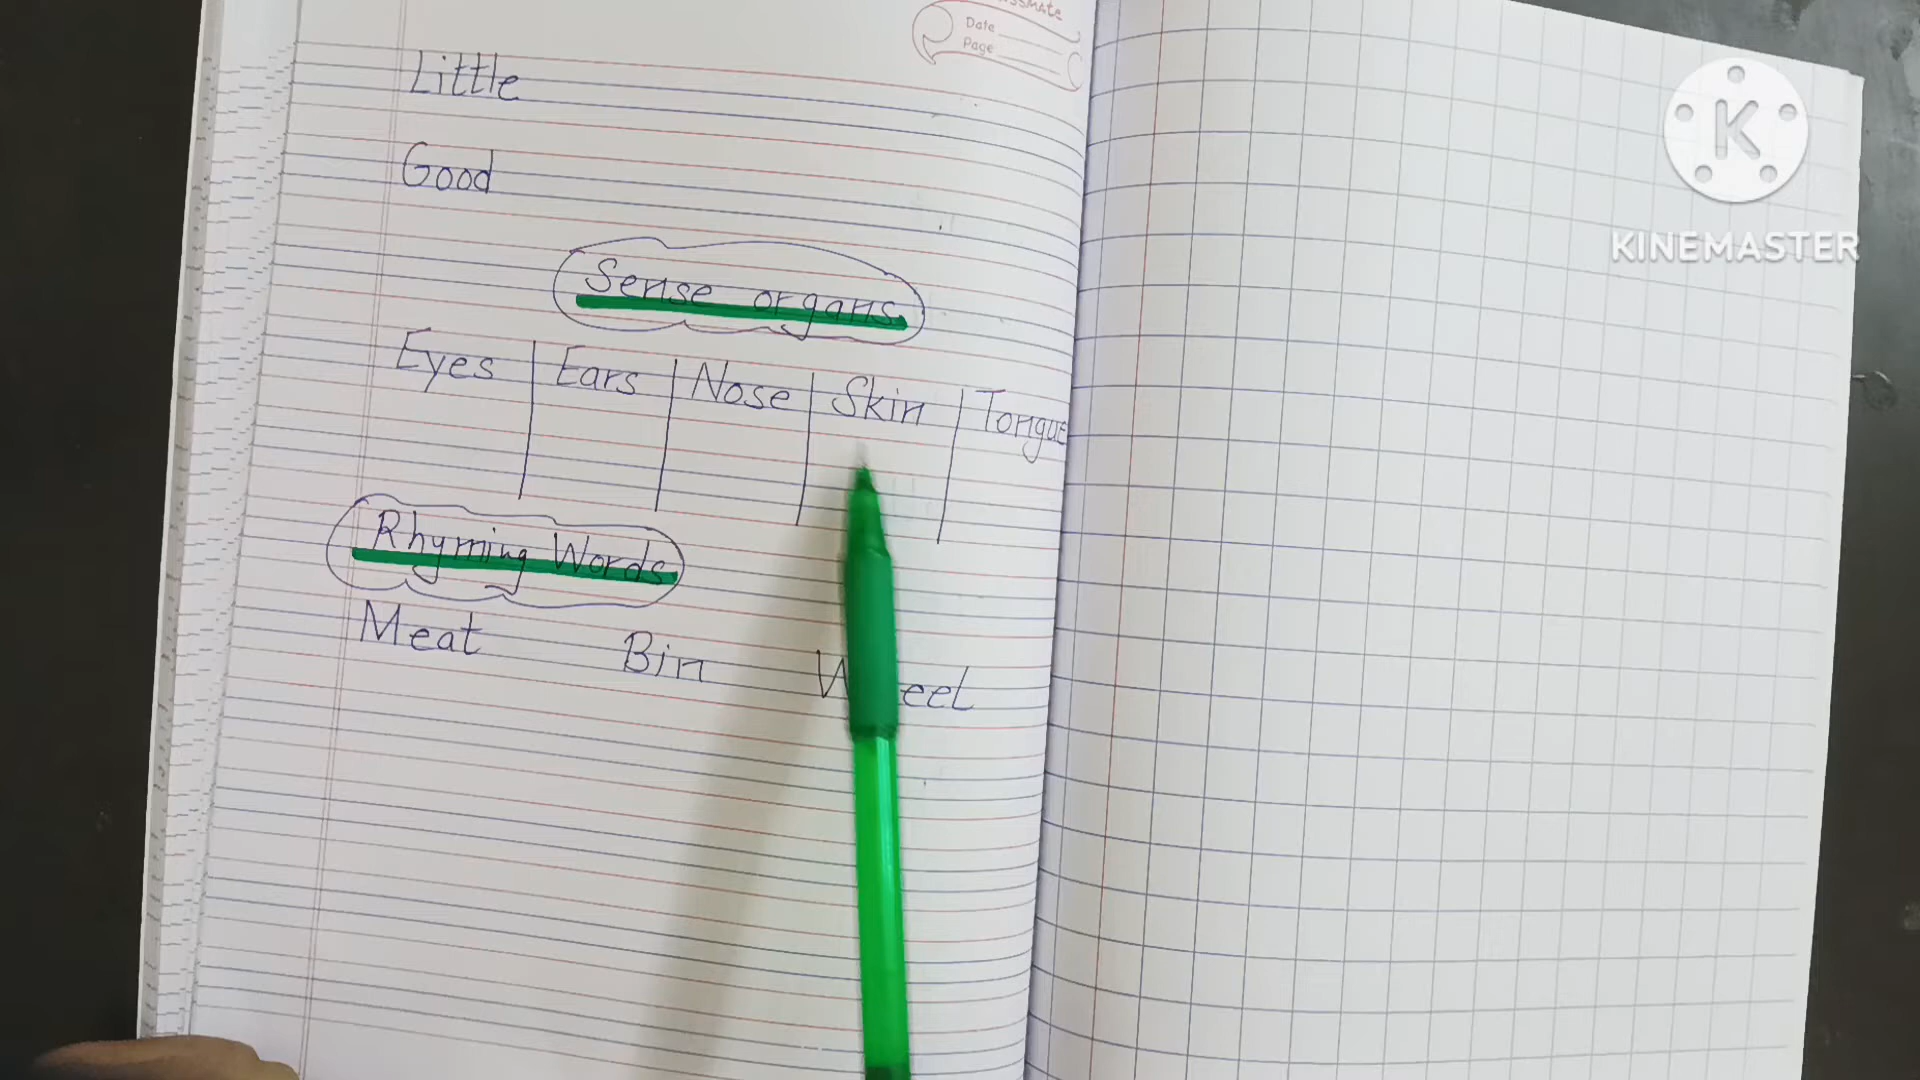 Date
Page
Little
Good
Sense organs
Eyes Ears Nose Skin Tongue
Rhyming Words
Meat Bin
KINEMASTER